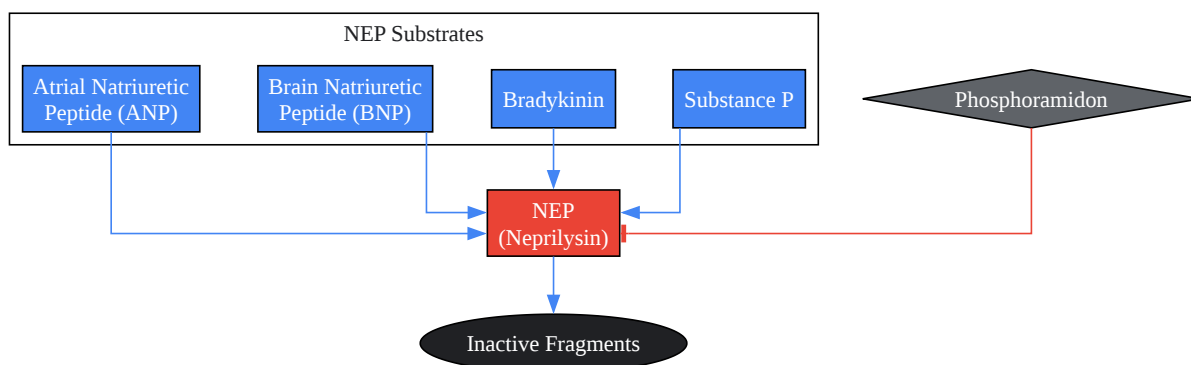 NEP Substrates
Atrial Natriuretic
Peptide (ANP)
Brain Natriuretic
Peptide (BNP)
Bradykinin
Substance P
Phosphoramidon
NEP
(Neprilysin)
Inactive Fragments